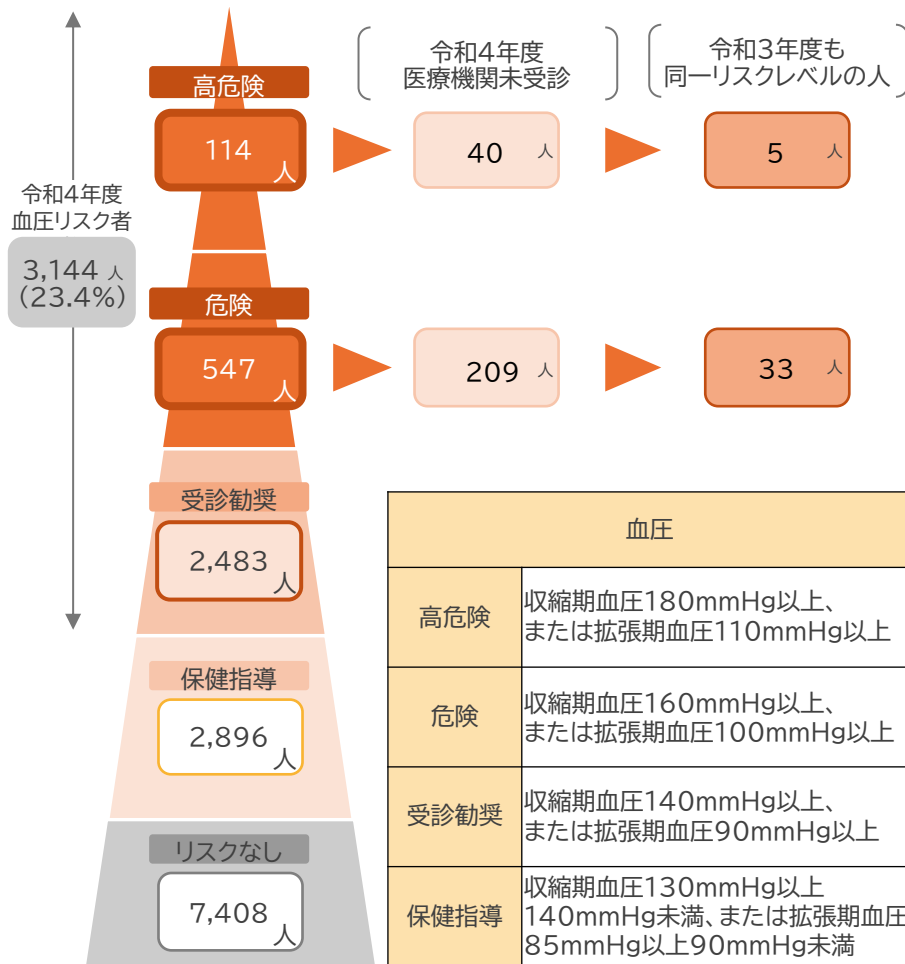 令和4年度
医療機関未受診
令和3年度も
同一リスクレベルの人
高危険
114
人
40 人
5 人
令和4年度
血圧リスク者
3,144 人
(23.4%)
危険
547
人
209 人
33 人
受診勧奨
2,483
人
保健指導
2,896
人
リスクなし
7,408
人
血圧
高危険
収縮期血圧180mmHg以上、
または拡張期血圧110mmHg以上
危険
収縮期血圧160mmHg以上、
または拡張期血圧100mmHg以上
受診勧奨
収縮期血圧140mmHg以上、
または拡張期血圧90mmHg以上
保健指導
収縮期血圧130mmHg以上
140mmHg未満、または拡張期血圧
85mmHg以上90mmHg未満